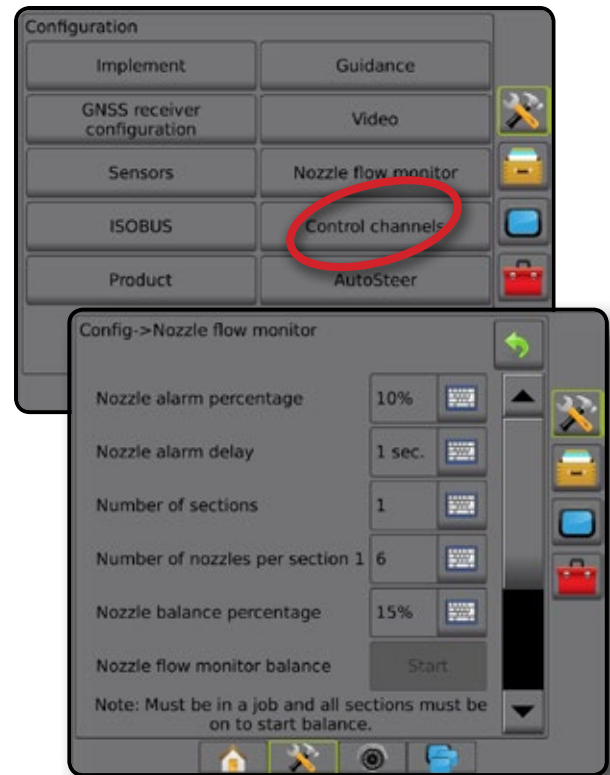 Configuration
Implement
Guidance
GNSS receiver
configuration
Video
Sensors
Nozzle flow monitor
ISOBUS
Control channels
Product
AutoSteer
Config->Nozzle flow monitor
Nozzle alarm percentage
10%
Nozzle alarm delay
1 sec.
Number of sections
1
Number of nozzles per section 1
6
Nozzle balance percentage
15%
Nozzle flow monitor balance
Start
Note: Must be in a job and all sections must be
on to start balance.